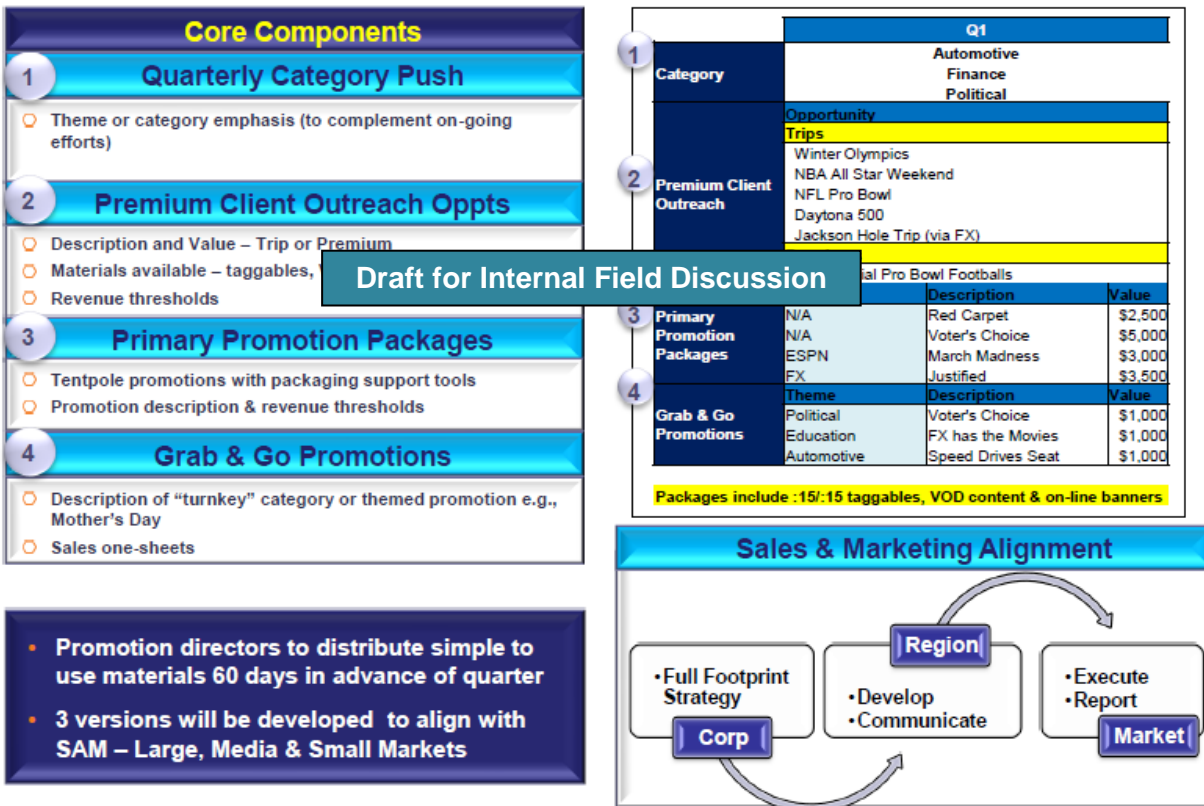 Core Components
1
Quarterly Category Push
Theme or category emphasis (to complement on-going
efforts)
2
Premium Client Outreach Oppts
Description and Value – Trip or Premium
Materials available – taggables,
Revenue thresholds
3
Primary Promotion Packages
Tentpole promotions with packaging support tools
Promotion description & revenue thresholds
4
Grab & Go Promotions
Description of “turnkey” category or themed promotion e.g.,
Mother’s Day
Sales one-sheets
Promotion directors to distribute simple to
use materials 60 days in advance of quarter
3 versions will be developed to align with
SAM – Large, Media & Small Markets
Draft for Internal Field Discussion
Q1
1
Category
Automotive
Finance
Political
2
Premium Client
Outreach
Opportunity
Trips
Winter Olympics
NBA All Star Weekend
NFL Pro Bowl
Daytona 500
Jackson Hole Trip (via FX)
Pro Bowl Footballs
3
Primary
Promotion
Packages
Description Value
N/A Red Carpet $2,500
N/A Voter's Choice $5,000
ESPN March Madness $3,000
FX Justified $3,500
4
Grab & Go
Promotions
Theme Description Value
Political Voter's Choice $1,000
Education FX has the Movies $1,000
Automotive Speed Drives Seat $1,000
Packages include :15/:15 taggables, VOD content & on-line banners
Sales & Marketing Alignment
•Full Footprint
Strategy
Corp
Region
•Develop
•Communicate
•Execute
•Report
Market